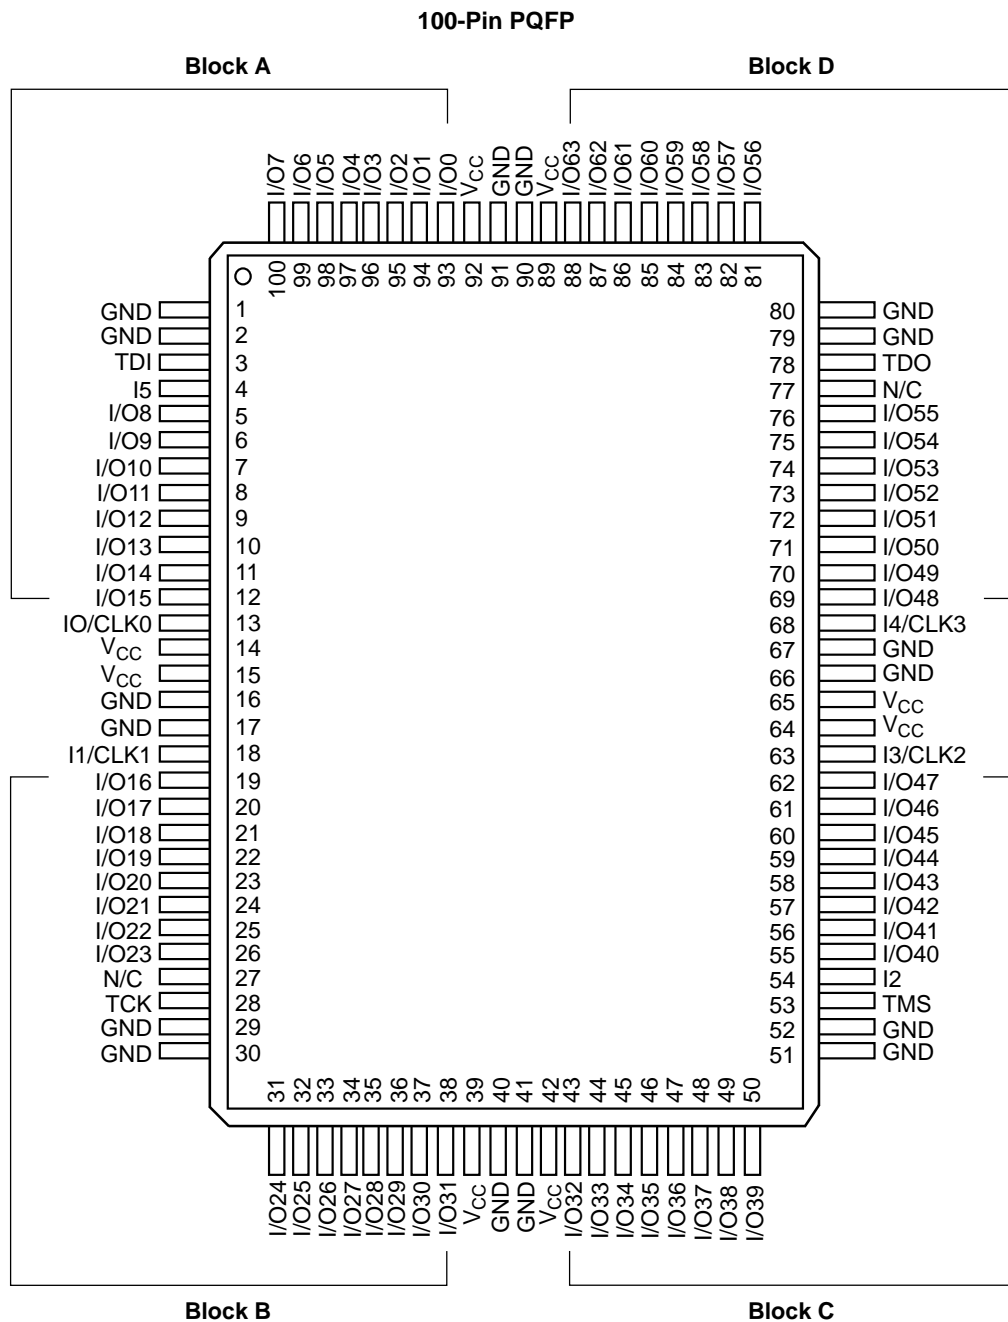 100-Pin PQFP
Block A
Block D
I/O7
I/O6
I/O5
I/O4
I/O3
I/O2
I/O1
I/O0
VCC
GND
GND
VCC
I/O63
I/O62
I/O61
I/O60
I/O59
I/O58
I/O57
I/O56
100
99
98
97
96
95
94
93
92
91
90
89
88
87
86
85
84
83
82
81
GND 1 80 GND
GND 2 79 GND
TDI 3 78 TDO
I5 4 77 N/C
I/O8 5 76 I/O55
I/O9 6 75 I/O54
I/O10 7 74 I/O53
I/O11 8 73 I/O52
I/O12 9 72 I/O51
I/O13 10 71 I/O50
I/O14 11 70 I/O49
I/O15 12 69 I/O48
IO/CLK0 13 68 I4/CLK3
VCC 14 67 GND
VCC 15 66 GND
GND 16 65 VCC
GND 17 64 VCC
I1/CLK1 18 63 I3/CLK2
I/O16 19 62 I/O47
I/O17 20 61 I/O46
I/O18 21 60 I/O45
I/O19 22 59 I/O44
I/O20 23 58 I/O43
I/O21 24 57 I/O42
I/O22 25 56 I/O41
I/O23 26 55 I/O40
N/C 27 54 I2
TCK 28 53 TMS
GND 29 52 GND
GND 30 51 GND
31
32
33
34
35
36
37
38
39
40
41
42
43
44
45
46
47
48
49
50
I/O24
I/O25
I/O26
I/O27
I/O28
I/O29
I/O30
I/O31
VCC
GND
GND
VCC
I/O32
I/O33
I/O34
I/O35
I/O36
I/O37
I/O38
I/O39
Block B
Block C